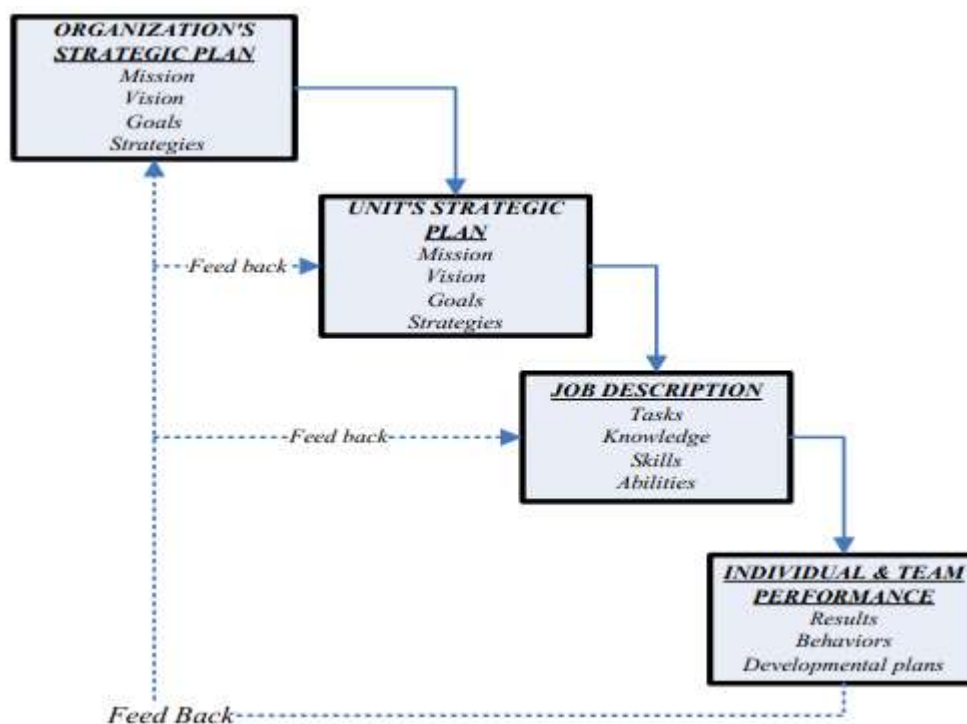 ORGANIZATION'S
STRATEGIC PLAN
Mission
Vision
Goals
Strategies
UNIT'S STRATEGIC
PLAN
Mission
Vision
Goals
Strategies
Feed back
JOB DESCRIPTION
Tasks
Knowledge
Skills
Abilities
Feed back
INDIVIDUAL & TEAM
PERFORMANCE
Results
Behaviors
Developmental plans
Feed Back